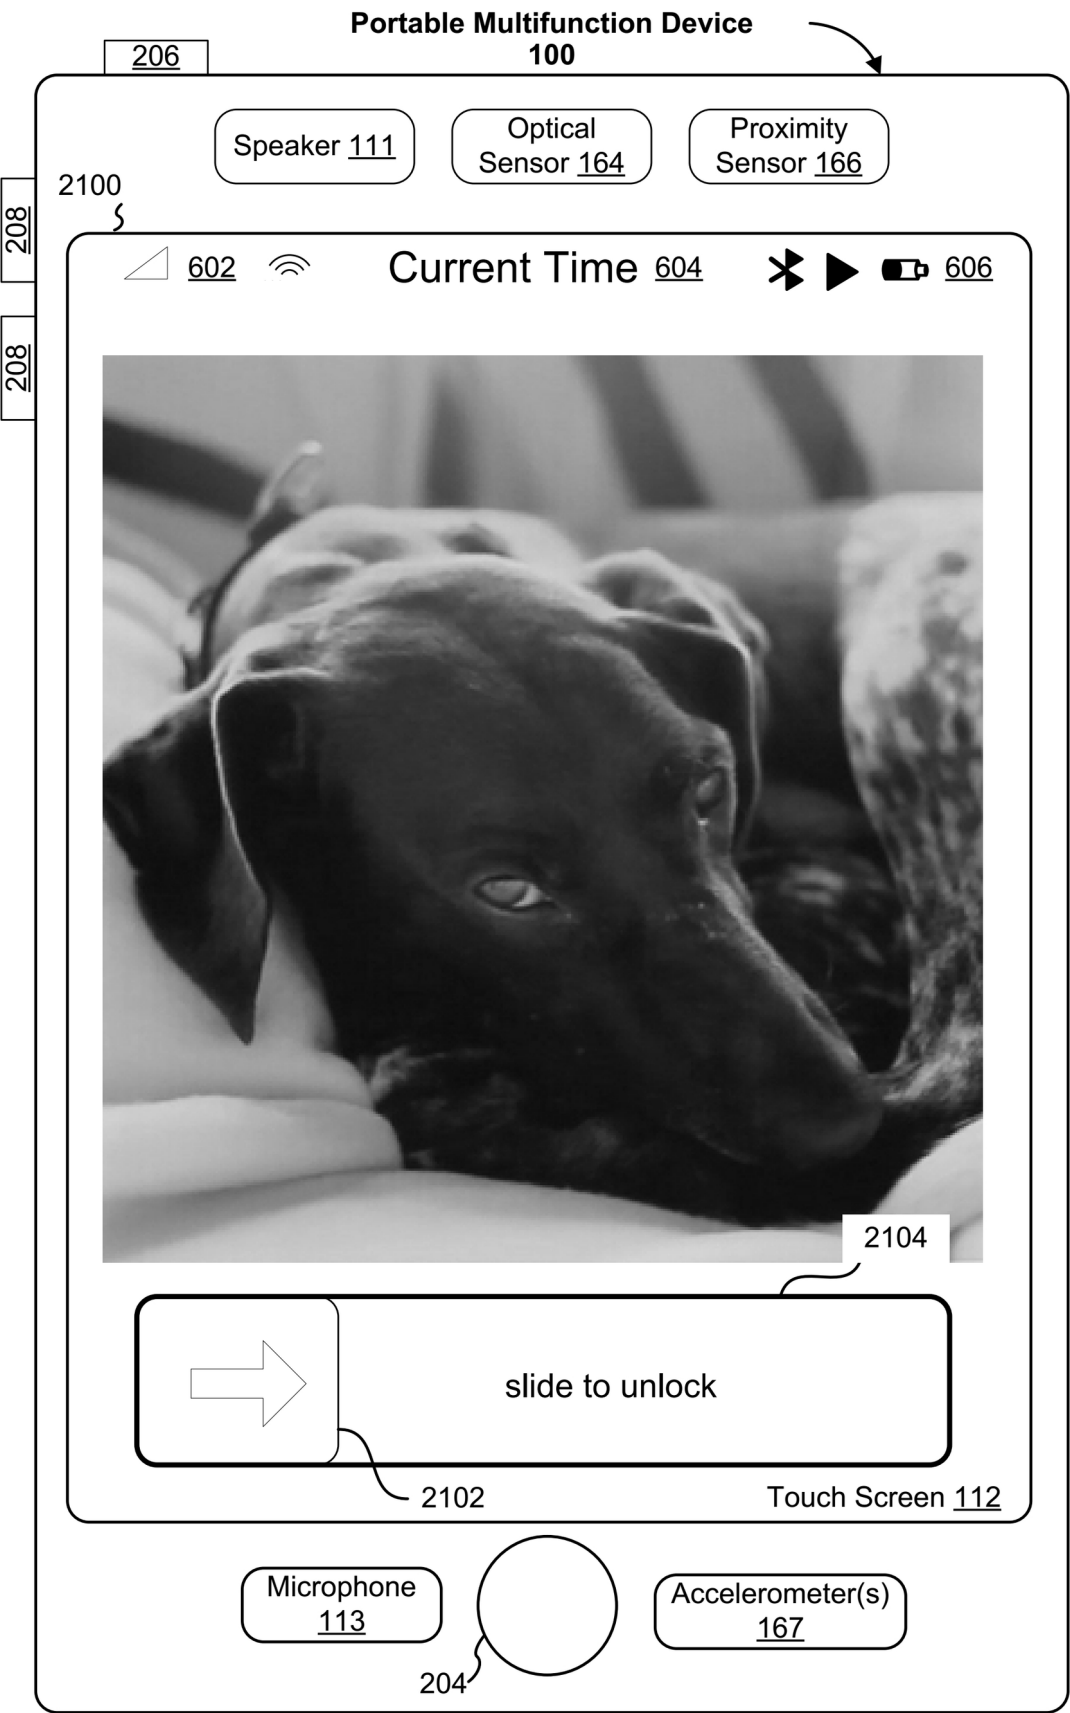 Portable Multifunction Device
100
206
Speaker 111
Optical
Sensor 164
Proximity
Sensor 166
2100
208
602
Current Time 604
606
208
2104
slide to unlock
2102
Touch Screen 112
Microphone
113
Accelerometer(s)
167
204